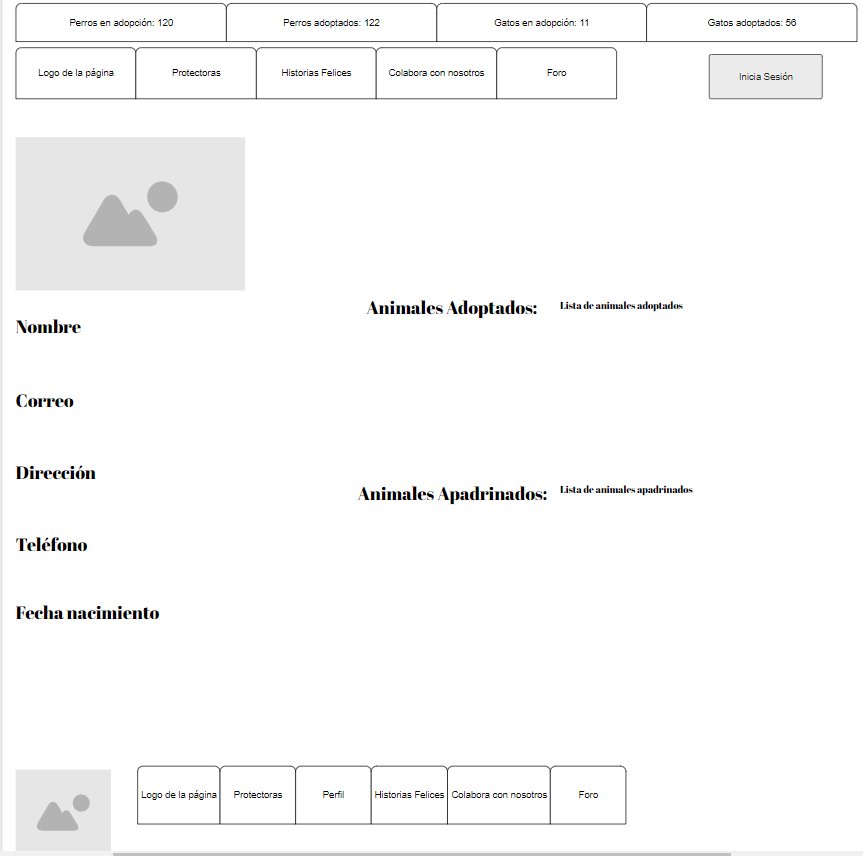 Perros en adopción: 120
Perros adoptados: 122
Gatos en adopción: 11
Gatos adoptados: 56
Logo de la página
Protectoras
Historias Felices
Colabora con nosotros
Foro
Inicia Sesión
Animales Adoptados:
Lista de animales adoptados
Nombre
Correo
Dirección
Animales Apadrinados:
Lista de animales apadrinados
Teléfono
Fecha nacimiento
Logo de la página
Protectoras
Perfil
Historias Felices
Colabora con nosotros
Foro